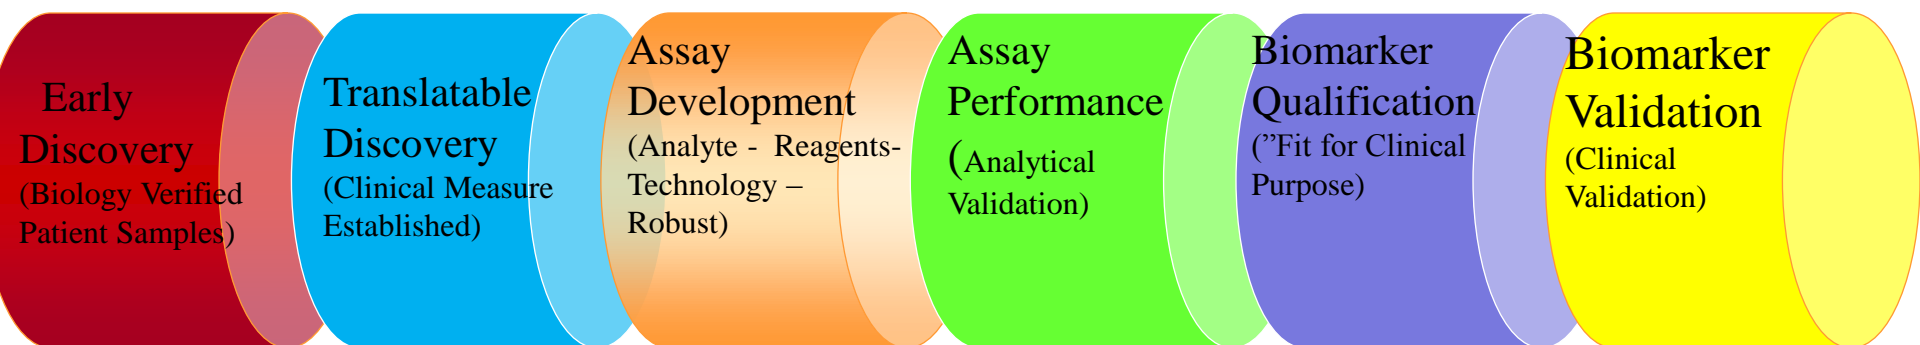 Early
Discovery
(Biology Verified
Patient Samples)
Translatable
Discovery
(Clinical Measure
Established)
Assay
Development
(Analyte - Reagents-
Technology –
Robust)
Assay
Performance
(Analytical
Validation)
Biomarker
Qualification
(”Fit for Clinical
Purpose)
Biomarker
Validation
(Clinical
Validation)